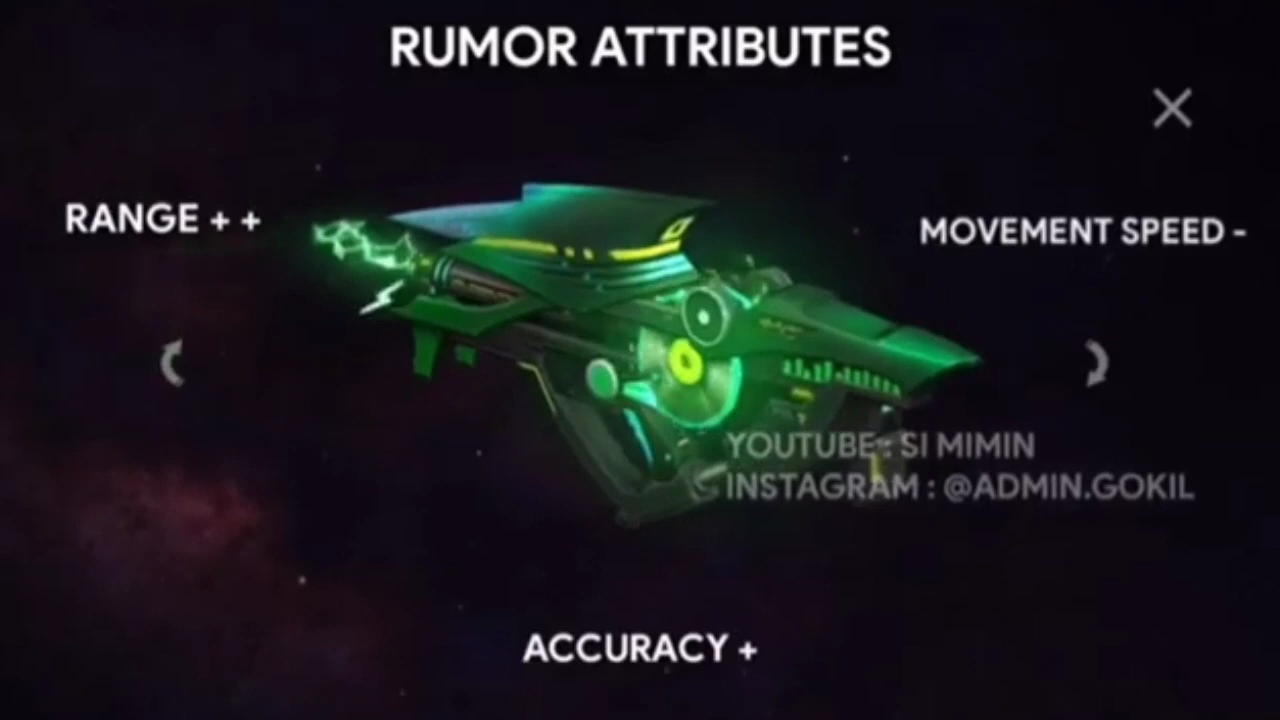 RUMOR ATTRIBUTES
RANGE + +
MOVEMENT SPEED -
YOUTUBE : SI MIMIN
INSTAGRAM : @ADMIN.GOKIL
ACCURACY +